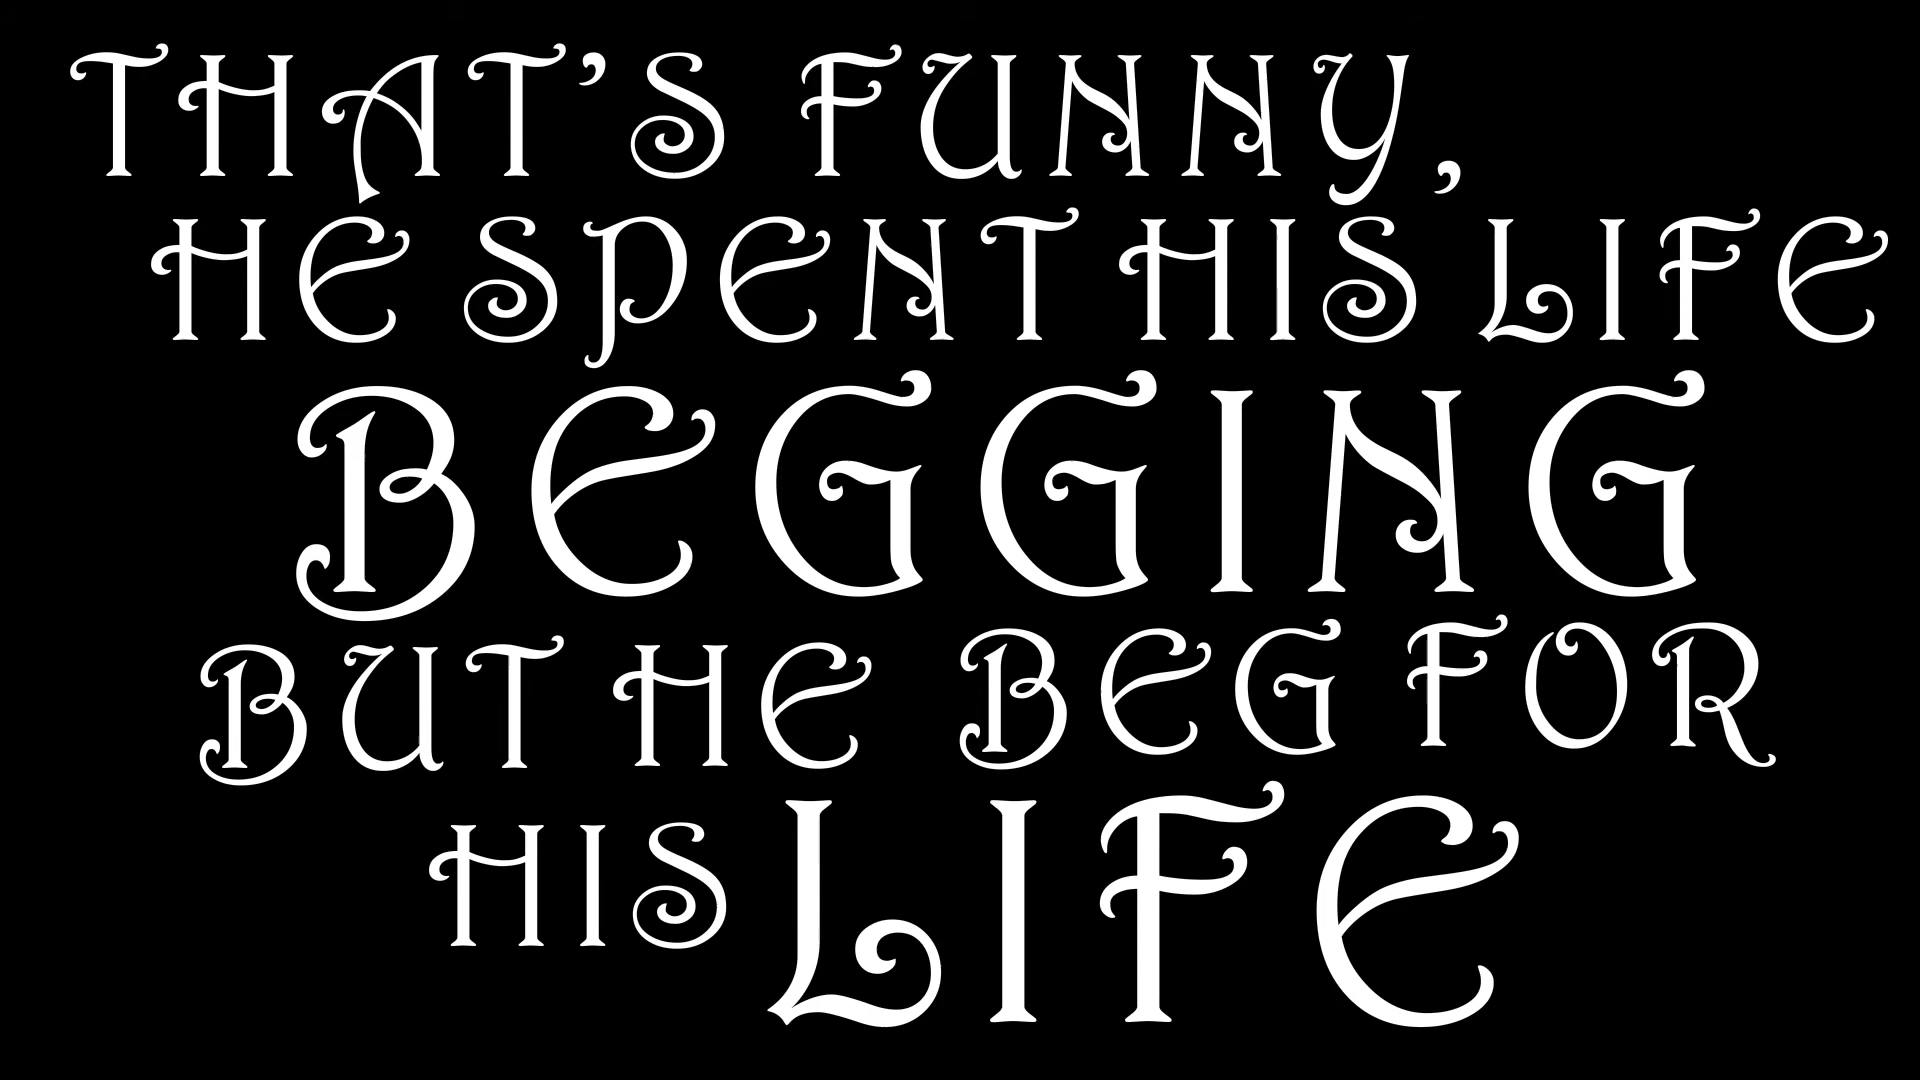 THAT'S FUNNY,
HE SPENT HIS LIFE
BEGGING
BUT HE BEG FOR
HIS LIFE